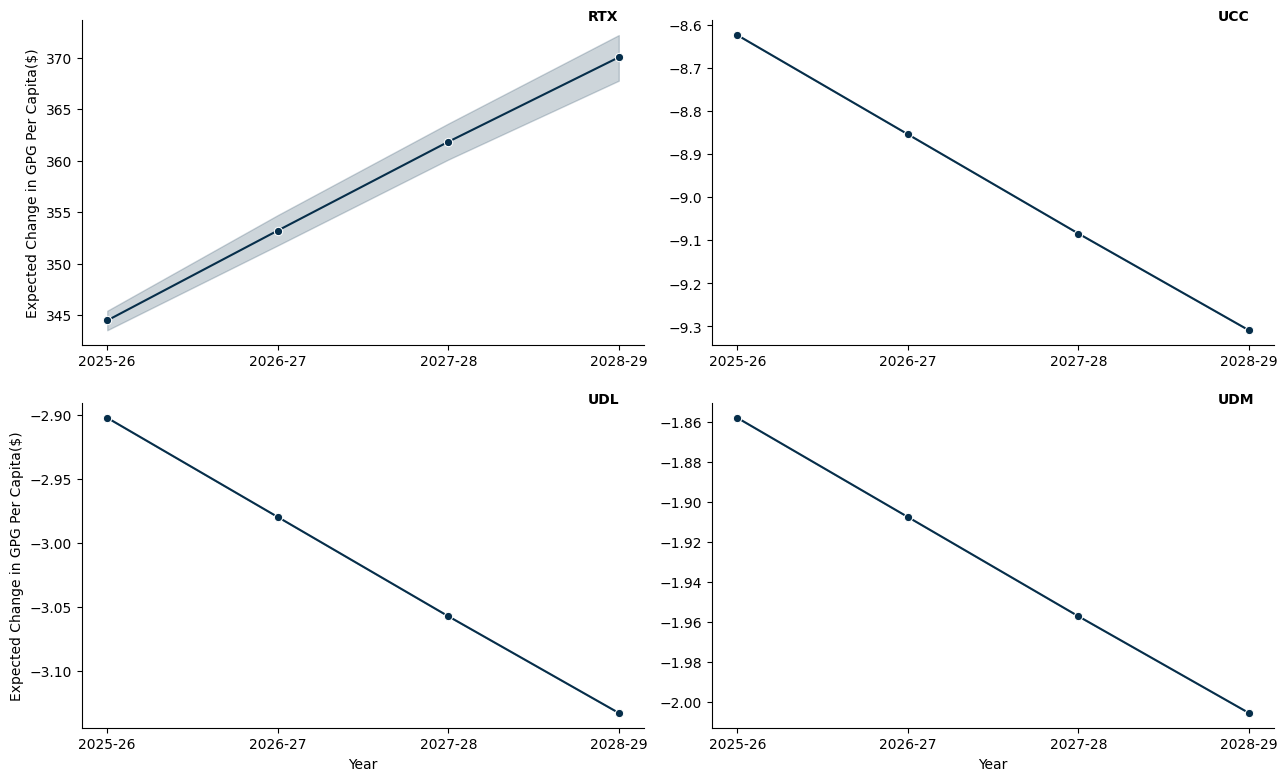 RTX
Expected Change in GPG Per Capita($)
370
365
360
355
350
345
2025-26 2026-27 2027-28 2028-29
UCC
−8.6
−8.7
−8.8
−8.9
−9.0
−9.1
−9.2
−9.3
2025-26 2026-27 2027-28 2028-29
UDL
Expected Change in GPG Per Capita($)
−2.90
−2.95
−3.00
−3.05
−3.10
2025-26 2026-27 2027-28 2028-29
Year
UDM
−1.86
−1.88
−1.90
−1.92
−1.94
−1.96
−1.98
−2.00
2025-26 2026-27 2027-28 2028-29
Year